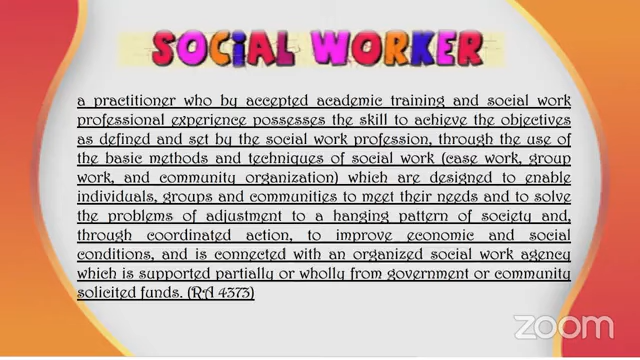 SOCiAL WORKER
a practitioner who by accepted academic training and social work
professional experience possesses the skill to achieve the objectives
as defined and set by the social work profession, through the use of
the basic methods and techniques of social work (case work, group
work, and community organization) which are designed to enable
individuals, groups and communities to meet their needs and to solve
the problems of adjustment to a hanging pattern of society and,
through coordinated action, to improve economic and social
conditions, and is connected with an organized social work agency
which is supported partially or wholly from government or community
solicited funds. (RA 4373)
zoom